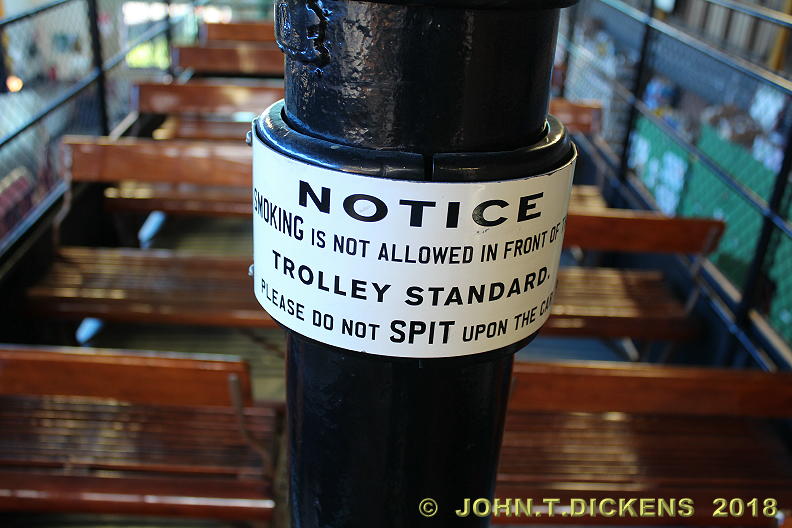 NOTICE
SMOKING IS NOT ALLOWED IN FRONT OF
TROLLEY STANDARD.
PLEASE DO NOT SPIT UPON THE CAR
© JOHN.T.DICKENS 2018